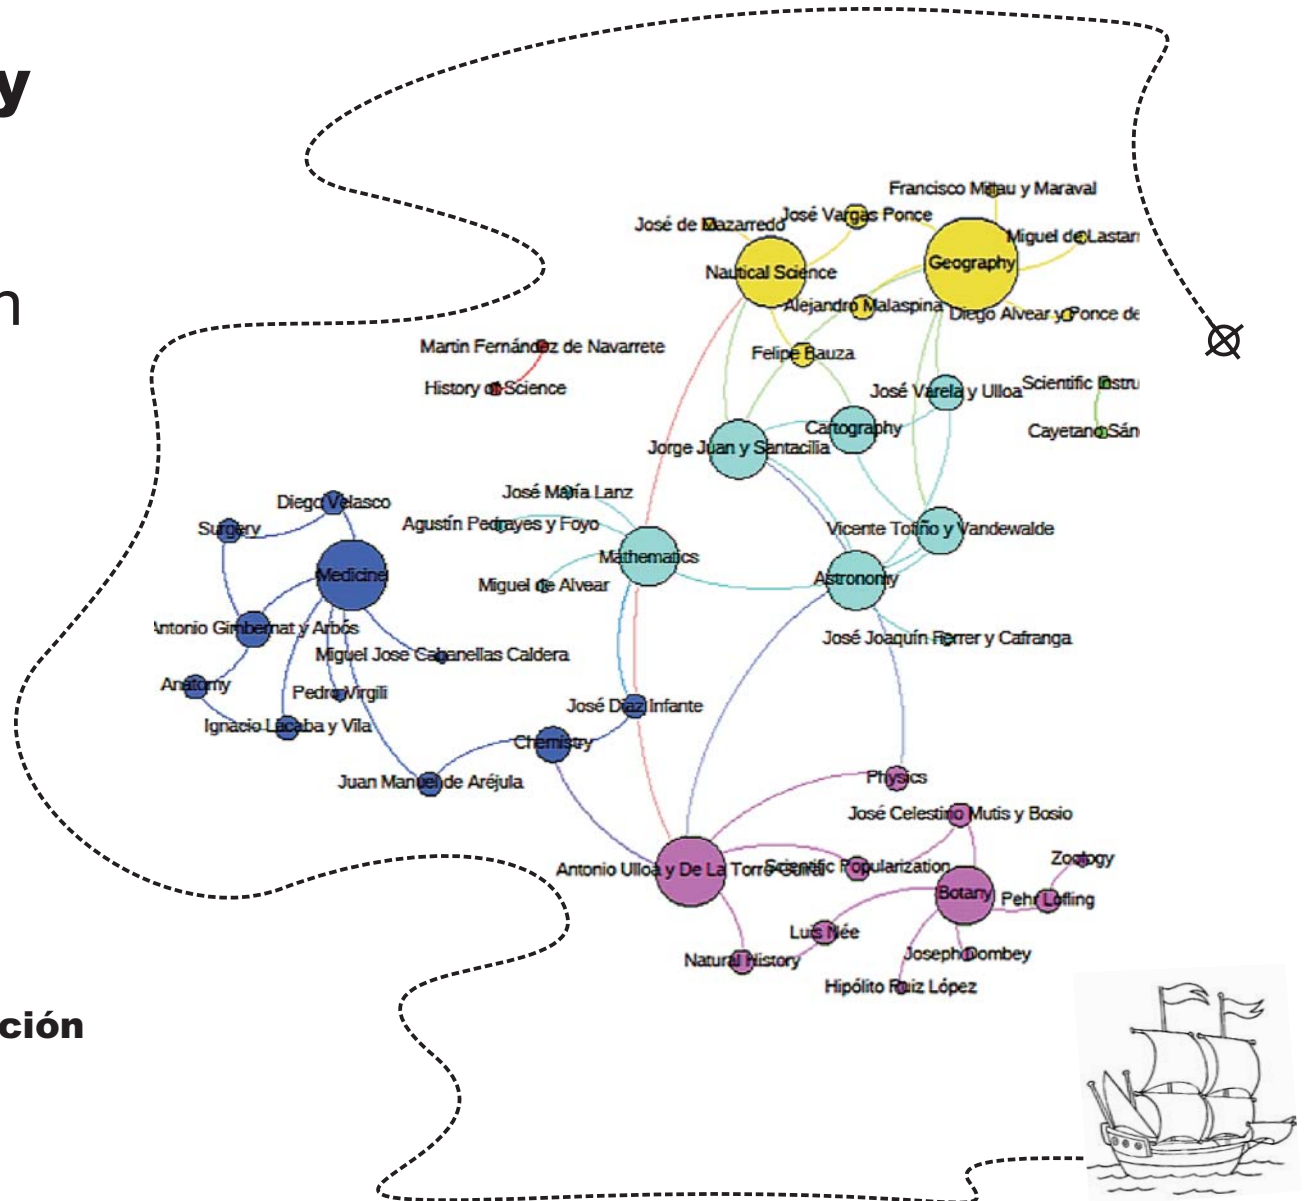 y
n
Francisco Millau y Maraval
José de Mazarredo
José Vargas Ponce
Miguel de Lastarr
Nautical Science
Geography
Alejandro Malaspina
Diego Alvear y Ponce de
Martin Fernández de Navarrete
Felipe Bauza
History of Science
José Varela y Ulloa
Scientific Instru
Cartography
Cayetano Sán
Jorge Juan y Santacilia
José María Lanz
Diego Velasco
Agustín Pedrayes y Foyo
Surgery
Vicente Tofiño y Vandewalde
Mathematics
Medicine
Astronomy
Miguel de Alvear
Antonio Gimbernat y Arbós
José Joaquín Ferrer y Cafranga
Miguel Jose Cabanellas Caldera
Anatomy
Pedro Virgili
José Díaz Infante
Ignacio Lacaba y Vila
Chemistry
Physics
Juan Manuel de Aréjula
José Celestino Mutis y Bosio
Zoology
Antonio Ulloa y De La Torre-Guiral
Scientific Popularization
Botany
Pehr Löfling
Luis Née
Joseph Dombey
Natural History
Hipólito Ruiz López
ción